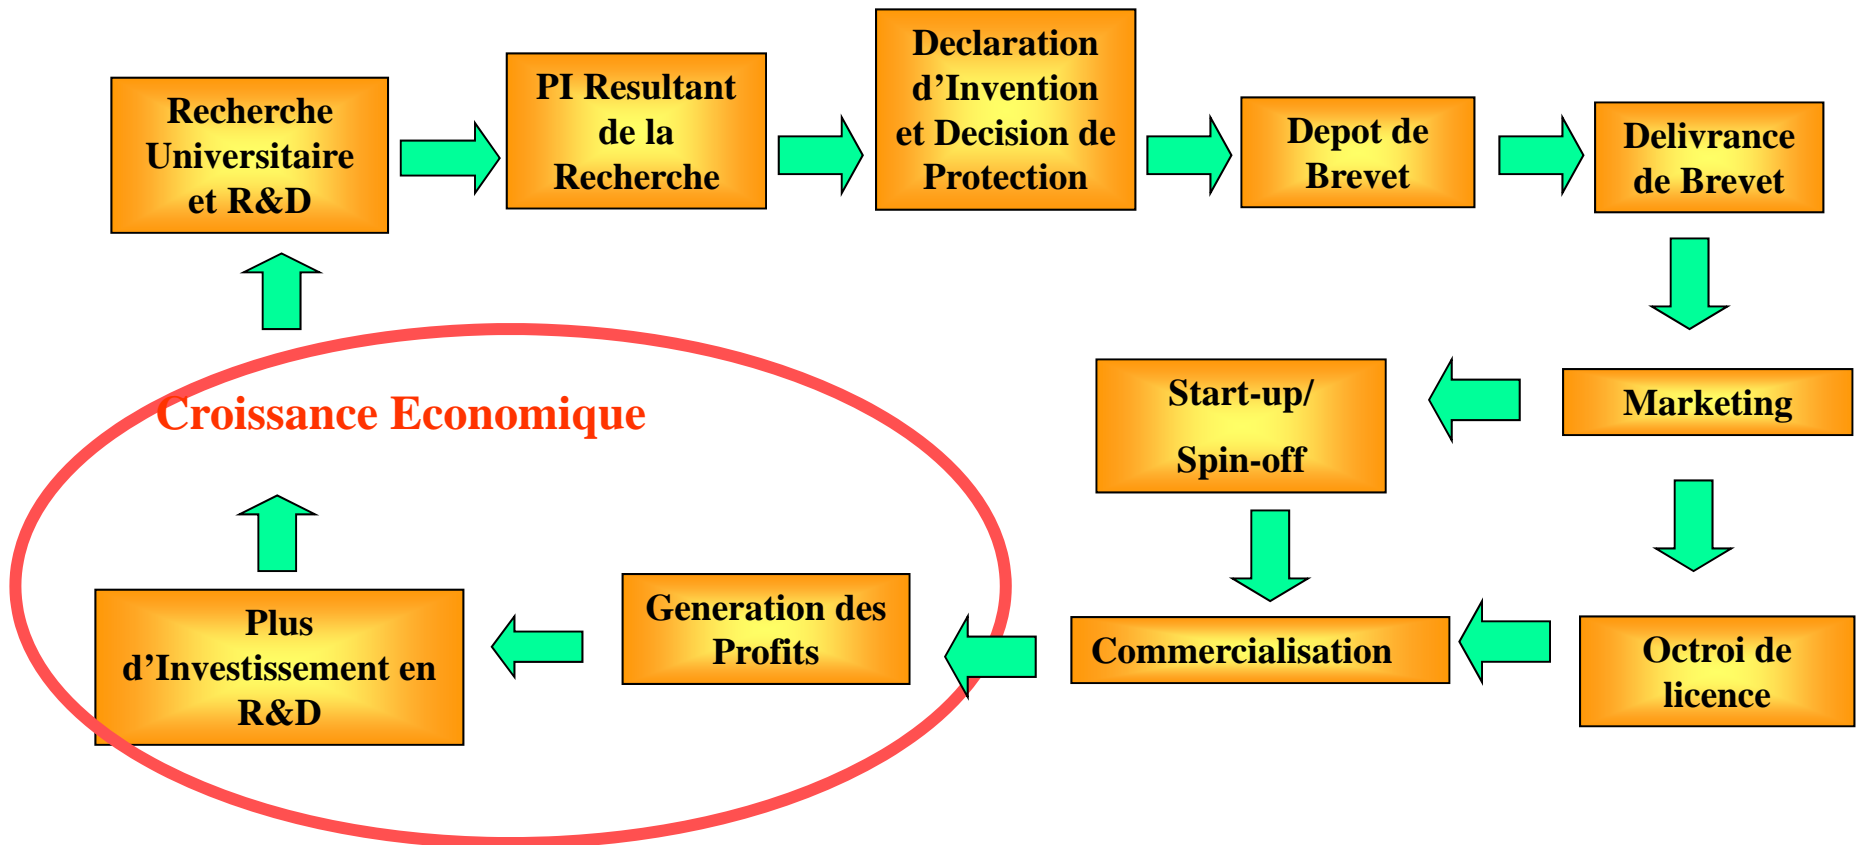 Recherche
Universitaire
et R&D
PI Resultant
de la
Recherche
Declaration
d’Invention
et Decision de
Protection
Depot de
Brevet
Delivrance
de Brevet
Marketing
Start-up/
Spin-off
Octroi de
licence
Commercialisation
Generation des
Profits
Plus
d’Investissement en
R&D
Croissance Economique